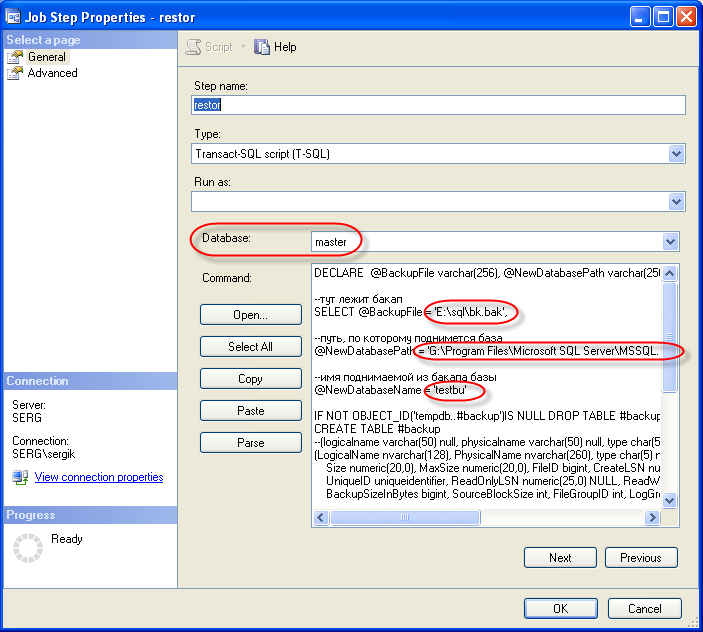 Job Step Properties - restor
Select a page
General
Advanced
Script
Help
Step name:
restor
Type:
Transact-SQL script (T-SQL)
Run as:
Database:
master
Command:
DECLARE @BackupFile varchar(256), @NewDatabasePath varchar(256
--тут лежит бакап
SELECT @BackupFile = 'E:\sql\bk.bak',
--путь, по которому поднимется база
@NewDatabasePath = 'G:\Program Files\Microsoft SQL Server\MSSQL.
--имя поднимаемой из бакапа базы
@NewDatabaseName = 'testbu'
IF NOT OBJECT_ID('tempdb..#backup')IS NULL DROP TABLE #backup
CREATE TABLE #backup
--(logicalname varchar(50) null, physicalname varchar(50) null, type char(5
(LogicalName nvarchar(128), PhysicalName nvarchar(260), type char(5) n
Size numeric(20,0), MaxSize numeric(20,0), FileID bigint, CreateLSN nu
UniqueID uniqueidentifier, ReadOnlyLSN numeric(25,0) NULL, ReadW
BackupSizeInBytes bigint, SourceBlockSize int, FileGroupID int, LogGr
Open...
Select All
Copy
Paste
Parse
Connection
Server:
SERG
Connection:
SERG\sergik
View connection properties
Progress
Ready
Next
Previous
OK
Cancel